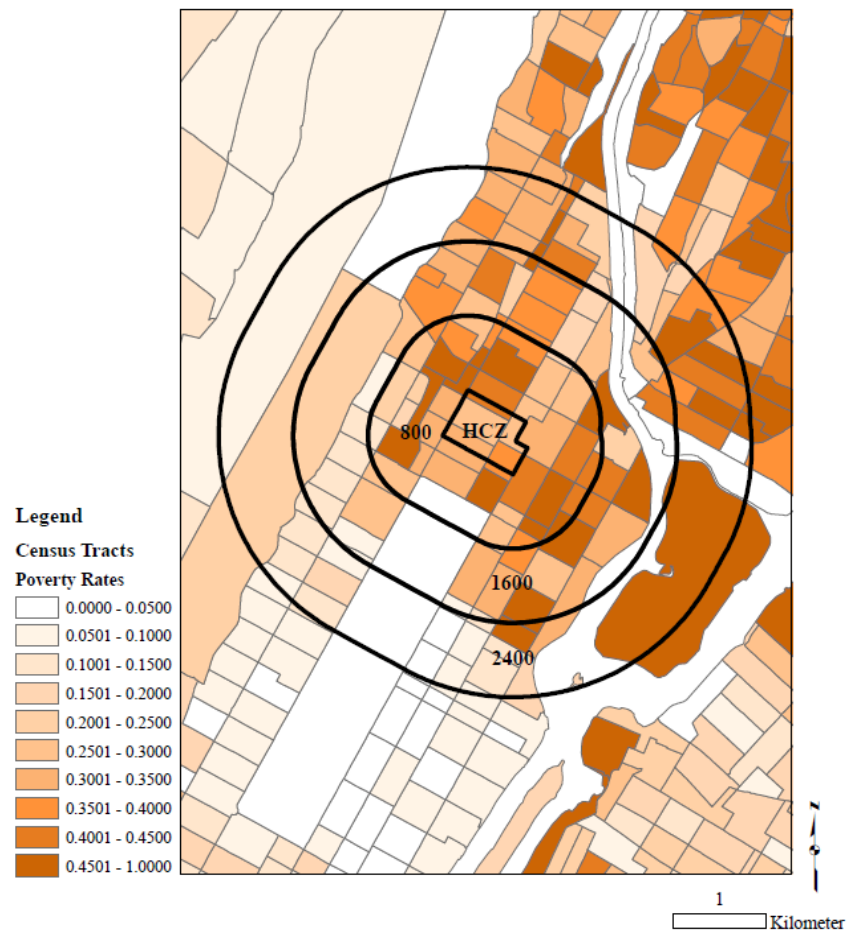 800
HCZ
1600
2400
Legend
Census Tracts
Poverty Rates
0.0000 - 0.0500
0.0501 - 0.1000
0.1001 - 0.1500
0.1501 - 0.2000
0.2001 - 0.2500
0.2501 - 0.3000
0.3001 - 0.3500
0.3501 - 0.4000
0.4001 - 0.4500
0.4501 - 1.0000
N
1
Kilometer